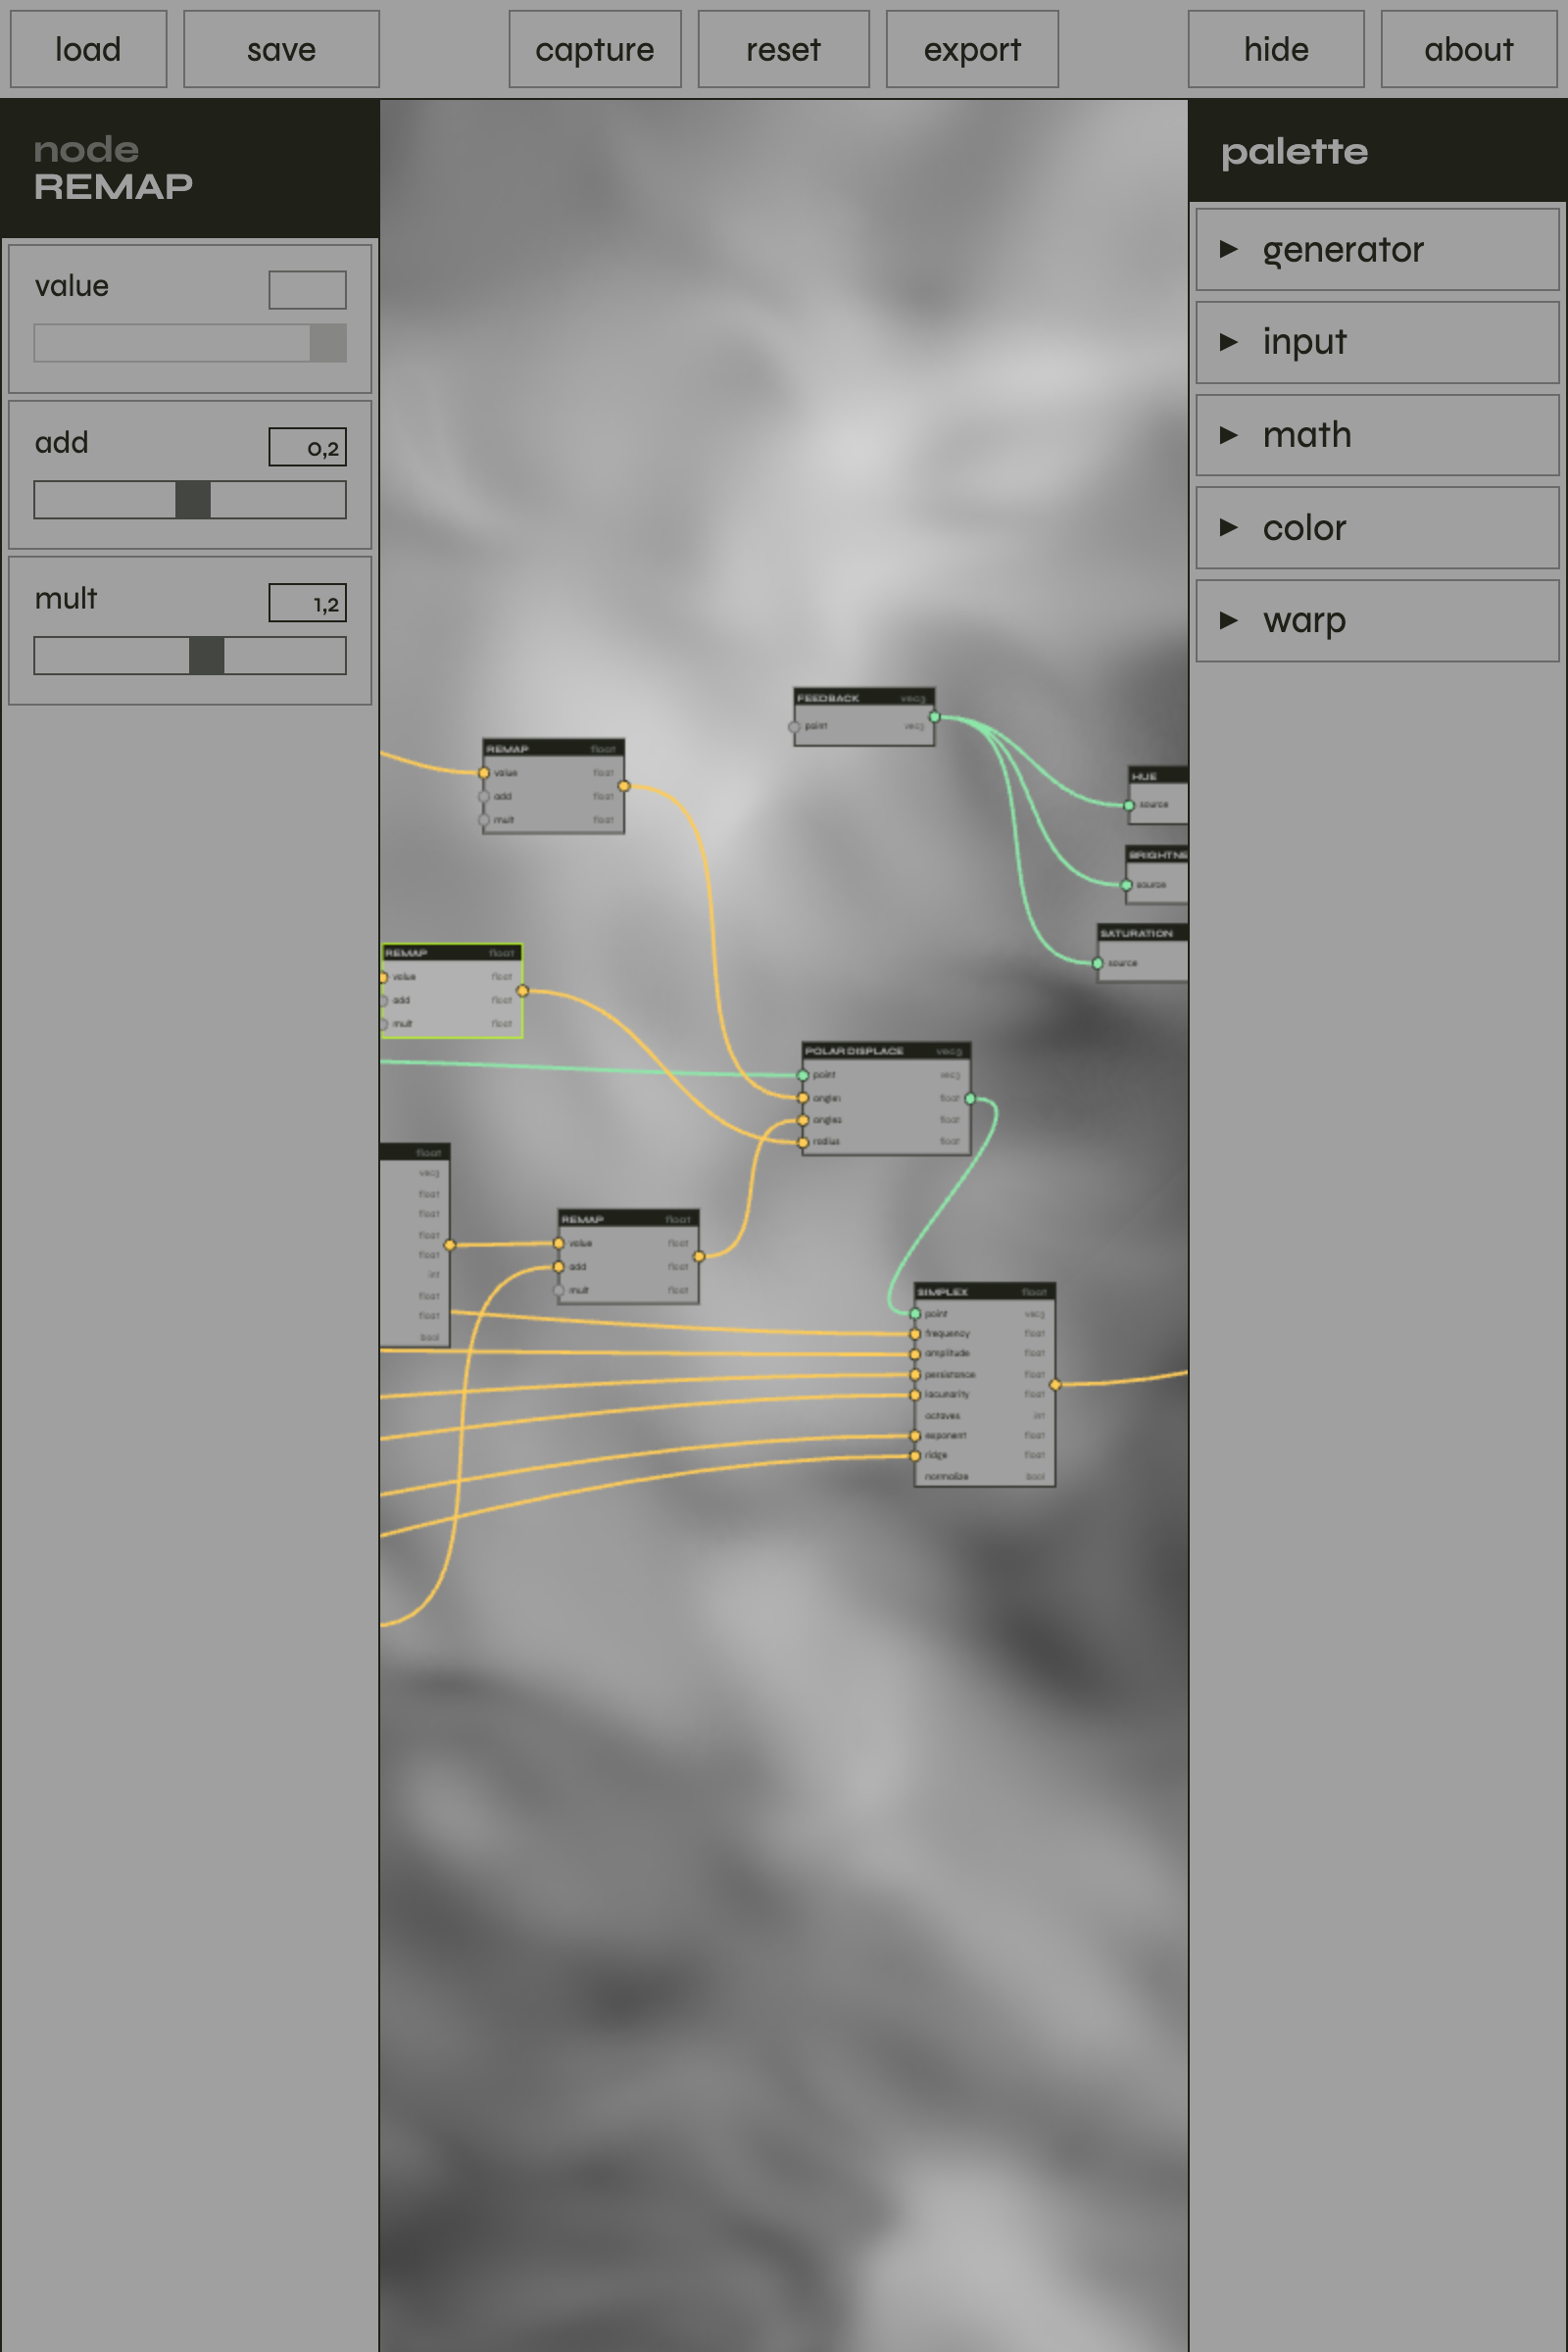 load
save
capture
reset
export
hide
about
node
REMAP
value
add
0,2
mult
1,2
palette
generator
input
math
color
warp
FEEDBACK vec3
point vec3
REMAP float
value float
add float
mult float
HUE
source
BRIGHTNE
source
SATURATION
source
REMAP float
value float
add float
mult float
POLAR DISPLACE vec3
point vec3
angle1 float
angle2 float
radius float
float
vec3
float
float
float
float
int
float
float
bool
REMAP float
value float
add float
mult float
SIMPLEX float
point vec3
frequency float
amplitude float
persistance float
lacunarity float
octaves int
exponent float
ridge float
normalize bool